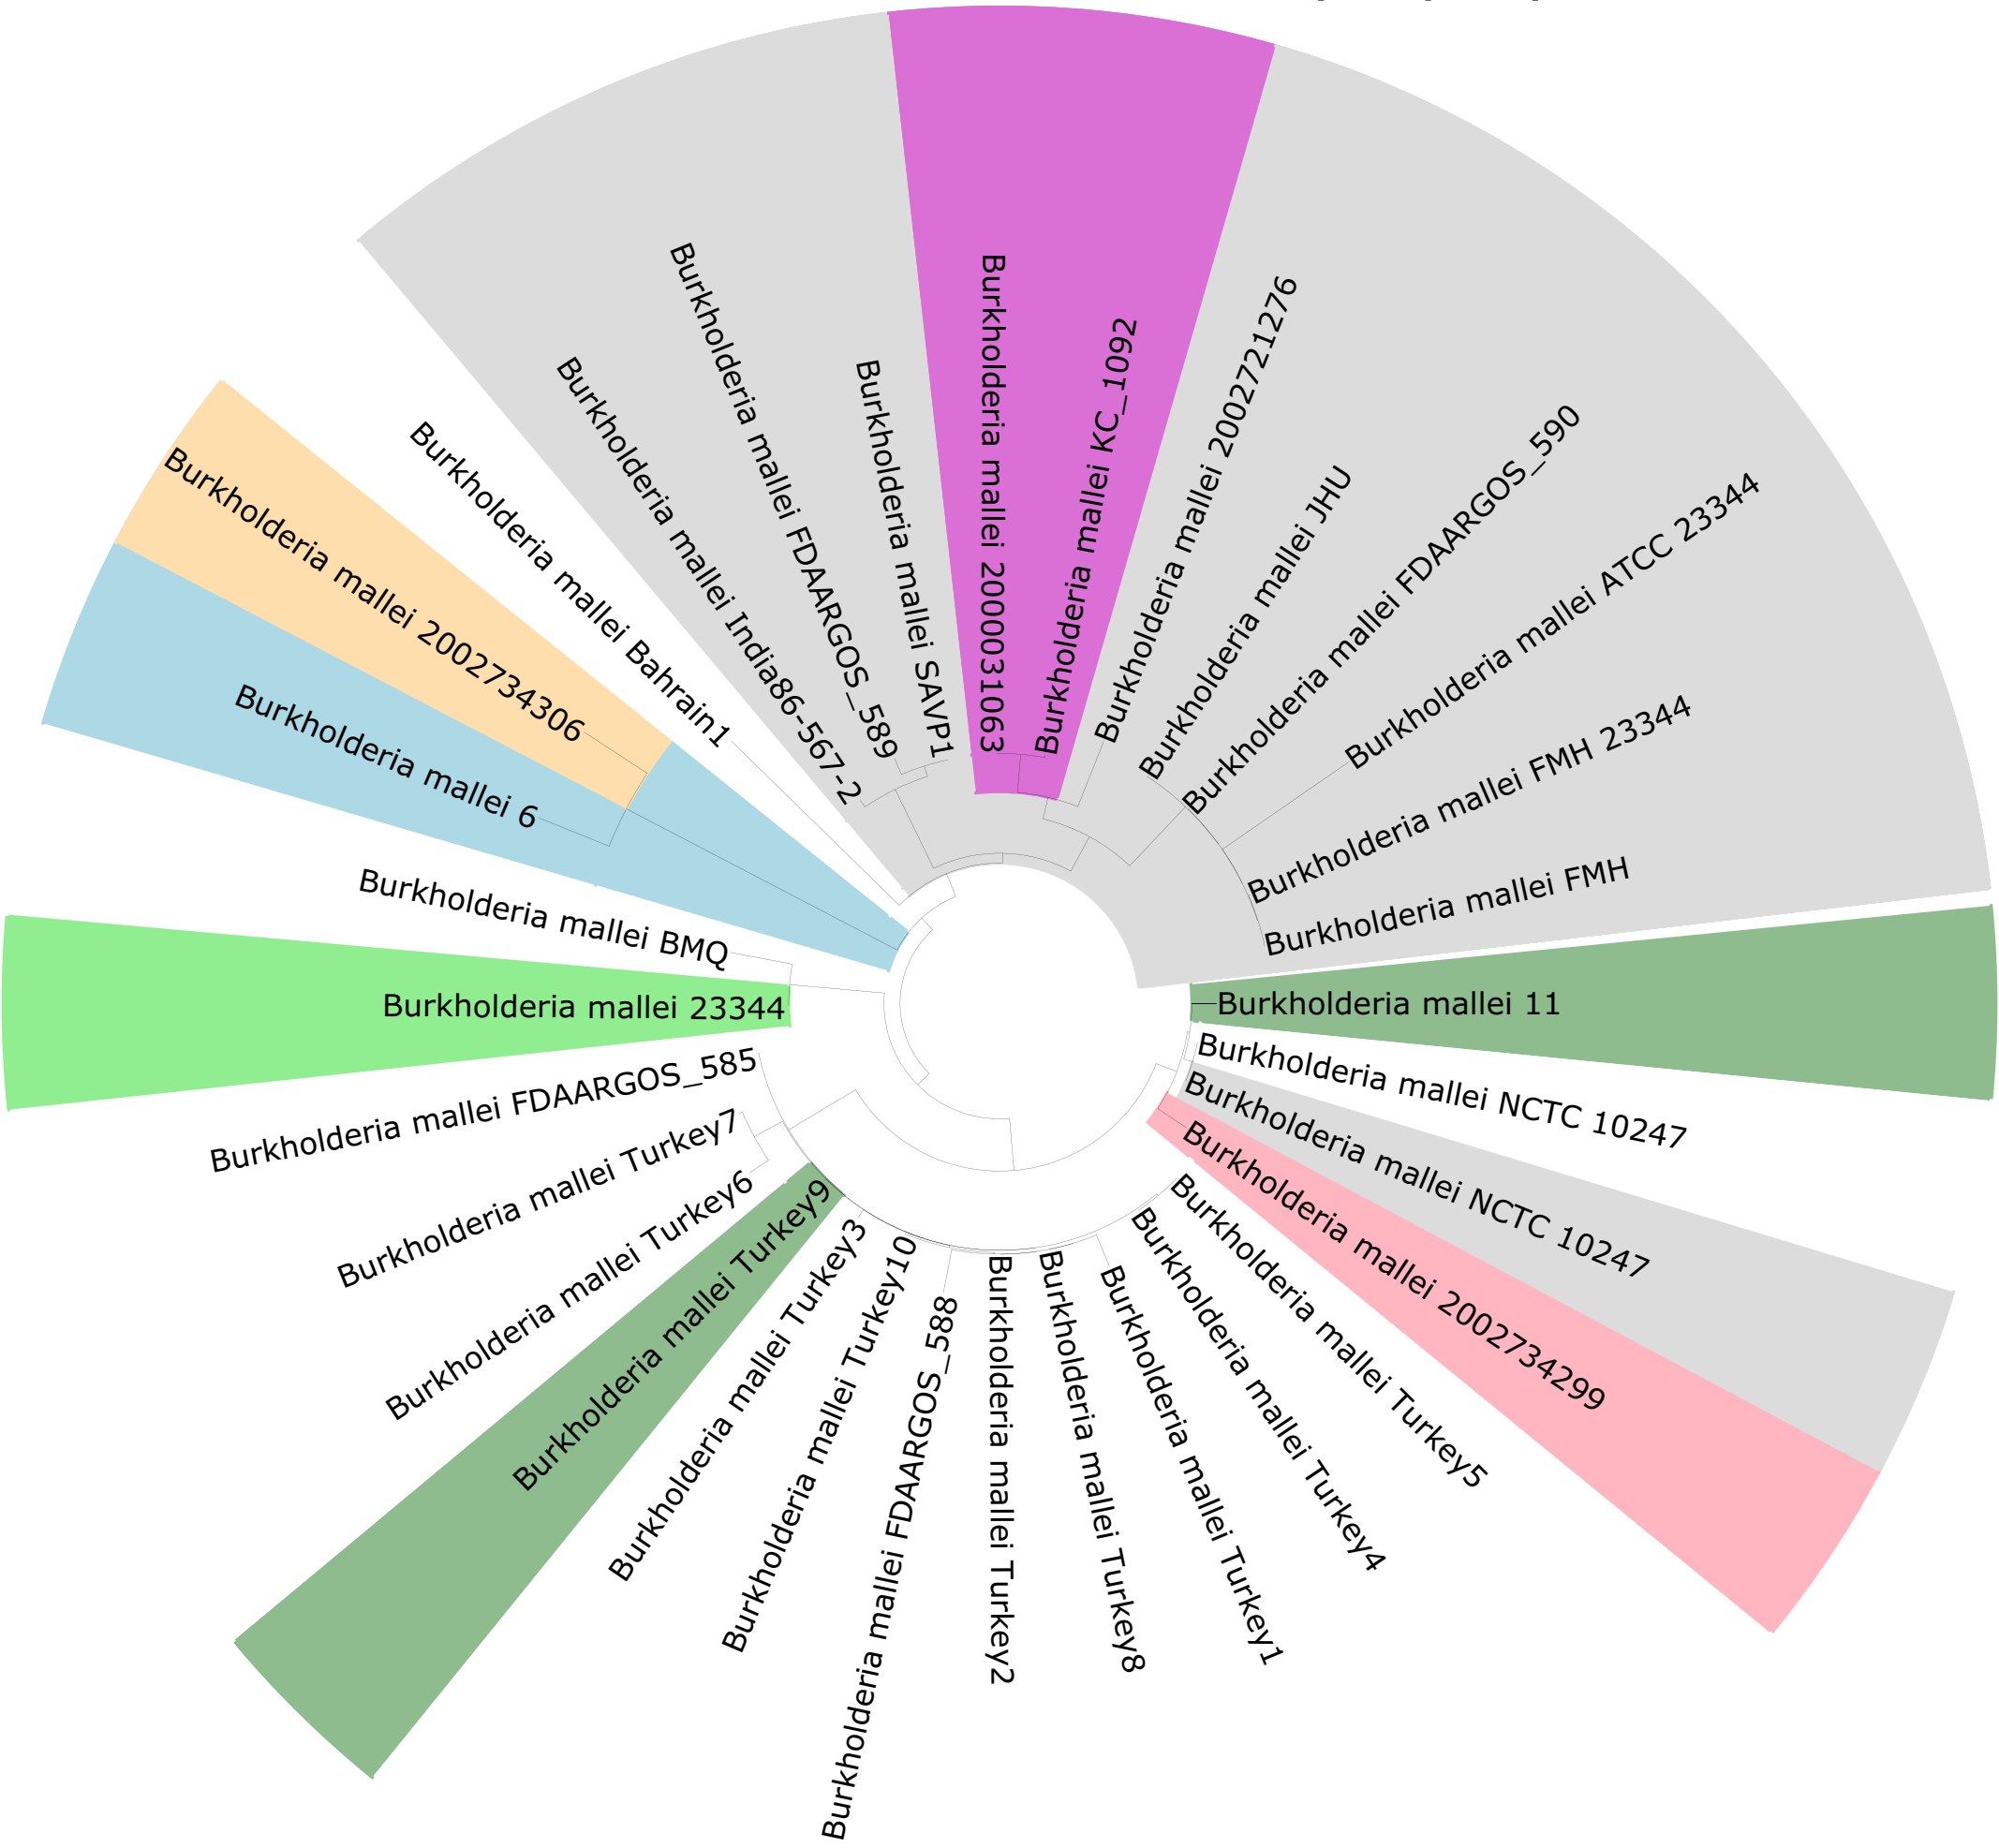 Burkholderia mallei India86-567-2
Burkholderia mallei FDAARGOS_589
Burkholderia mallei SAVP1
Burkholderia mallei 2000031063
Burkholderia mallei KC_1092
Burkholderia mallei 2002721276
Burkholderia mallei JHU
Burkholderia mallei FDAARGOS_590
Burkholderia mallei ATCC 23344
Burkholderia mallei FMH 23344
Burkholderia mallei FMH
Burkholderia mallei 11
Burkholderia mallei NCTC 10247
Burkholderia mallei NCTC 10247
Burkholderia mallei 2002734299
Burkholderia mallei Turkey5
Burkholderia mallei Turkey4
Burkholderia mallei Turkey1
Burkholderia mallei Turkey8
Burkholderia mallei Turkey2
Burkholderia mallei FDAARGOS_588
Burkholderia mallei Turkey10
Burkholderia mallei Turkey3
Burkholderia mallei Turkey9
Burkholderia mallei Turkey6
Burkholderia mallei Turkey7
Burkholderia mallei FDAARGOS_585
Burkholderia mallei 23344
Burkholderia mallei BMQ
Burkholderia mallei 6
Burkholderia mallei 2002734306
Burkholderia mallei Bahrain1